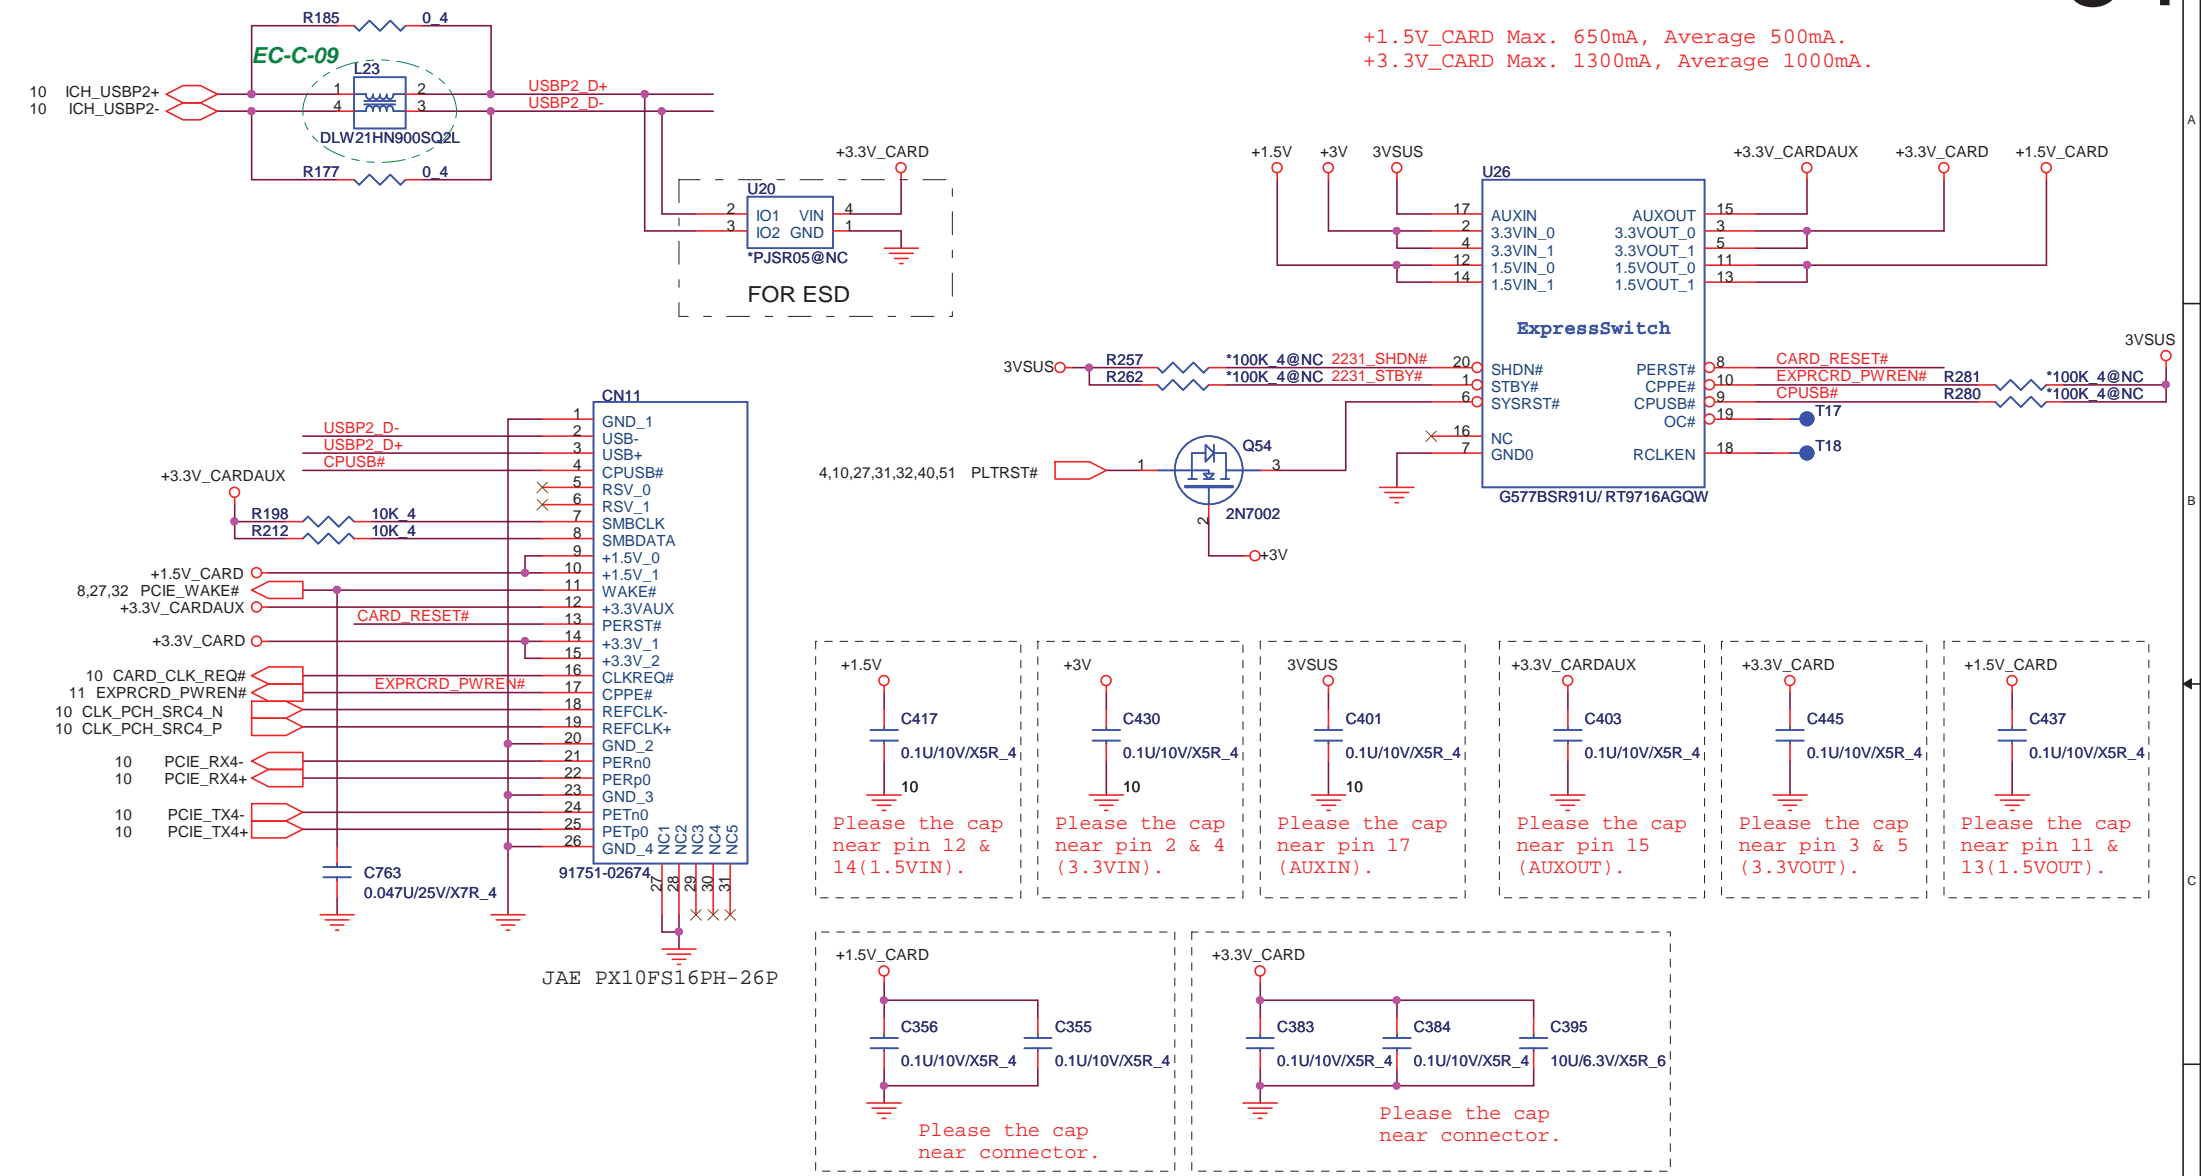 R185 0_4
EC-C-09
L23
10 ICH_USBP2+ 1 2 USBP2_D+
10 ICH_USBP2- 4 3 USBP2_D-
DLW21HN900SQ2L
R177 0_4
+3.3V_CARD
U20
2 IO1 VIN 4
3 IO2 GND 1
*PJSR05@NC
FOR ESD
+1.5V_CARD Max. 650mA, Average 500mA.
+3.3V_CARD Max. 1300mA, Average 1000mA.
A
+1.5V +3V 3VSUS +3.3V_CARDAUX +3.3V_CARD +1.5V_CARD
U26
17 AUXIN AUXOUT 15
2 3.3VIN_0 3.3VOUT_0 3
4 3.3VIN_1 3.3VOUT_1 5
12 1.5VIN_0 1.5VOUT_0 11
14 1.5VIN_1 1.5VOUT_1 13
ExpressSwitch
3VSUS
3VSUS R257 *100K_4@NC 2231_SHDN# 20 SHDN# PERST# 8 CARD_RESET#
R262 *100K_4@NC 2231_STBY# 1 STBY# CPPE# 10 EXPRCRD_PWREN# R281 *100K_4@NC
6 SYSRST# CPUSB# 9 CPUSB# R280 *100K_4@NC
OC# 19 T17
16 NC
7 GND0 RCLKEN 18 T18
G577BSR91U/ RT9716AGQW
4,10,27,31,32,40,51 PLTRST# 1 Q54 3
2N7002
2
+3V
B
CN11
1 GND_1
USBP2_D- 2 USB-
USBP2_D+ 3 USB+
CPUSB# 4 CPUSB#
+3.3V_CARDAUX
5 RSV_0
6 RSV_1
R198 10K_4 7 SMBCLK
R212 10K_4 8 SMBDATA
9 +1.5V_0
+1.5V_CARD 10 +1.5V_1
8,27,32 PCIE_WAKE# 11 WAKE#
+3.3V_CARDAUX 12 +3.3VAUX
CARD_RESET# 13 PERST#
+3.3V_CARD 14 +3.3V_1
15 +3.3V_2
10 CARD_CLK_REQ# 16 CLKREQ#
11 EXPRCRD_PWREN# EXPRCRD_PWREN# 17 CPPE#
10 CLK_PCH_SRC4_N 18 REFCLK-
10 CLK_PCH_SRC4_P 19 REFCLK+
20 GND_2
10 PCIE_RX4- 21 PERn0
10 PCIE_RX4+ 22 PERp0
23 GND_3
10 PCIE_TX4- 24 PETn0
10 PCIE_TX4+ 25 PETp0
26 GND_4
NC1 NC2 NC3 NC4 NC5
27 28 29 30 31
91751-02674
C763
0.047U/25V/X7R_4
JAE PX10FS16PH-26P
+1.5V
C417
0.1U/10V/X5R_4
10
Please the cap
near pin 12 &
14(1.5VIN).
+3V
C430
0.1U/10V/X5R_4
10
Please the cap
near pin 2 & 4
(3.3VIN).
3VSUS
C401
0.1U/10V/X5R_4
10
Please the cap
near pin 17
(AUXIN).
+3.3V_CARDAUX
C403
0.1U/10V/X5R_4
Please the cap
near pin 15
(AUXOUT).
+3.3V_CARD
C445
0.1U/10V/X5R_4
Please the cap
near pin 3 & 5
(3.3VOUT).
+1.5V_CARD
C437
0.1U/10V/X5R_4
Please the cap
near pin 11 &
13(1.5VOUT).
C
+1.5V_CARD
C356 C355
0.1U/10V/X5R_4 0.1U/10V/X5R_4
Please the cap
near connector.
+3.3V_CARD
C383 C384 C395
0.1U/10V/X5R_4 0.1U/10V/X5R_4 10U/6.3V/X5R_6
Please the cap
near connector.